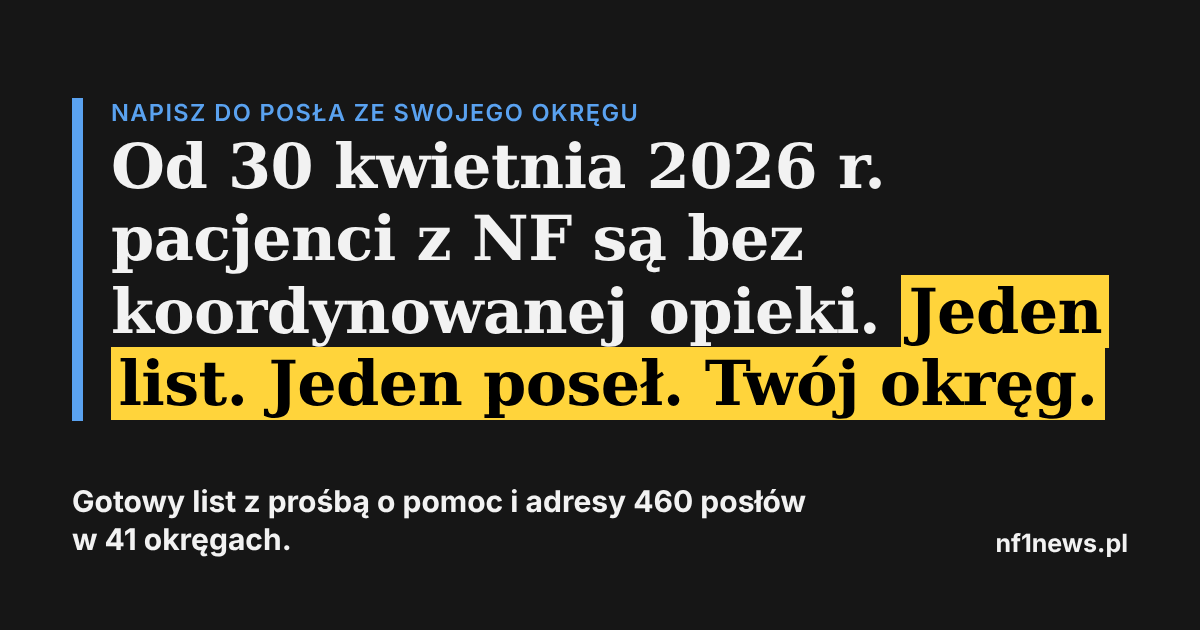 NAPISZ DO POSŁA ZE SWOJEGO OKRĘGU
Od 30 kwietnia 2026 r.
pacjenci z NF są bez
koordynowanej opieki. Jeden
list. Jeden poseł. Twój okręg.
Gotowy list z prośbą o pomoc i adresy 460 posłów
w 41 okręgach.
nf1news.pl